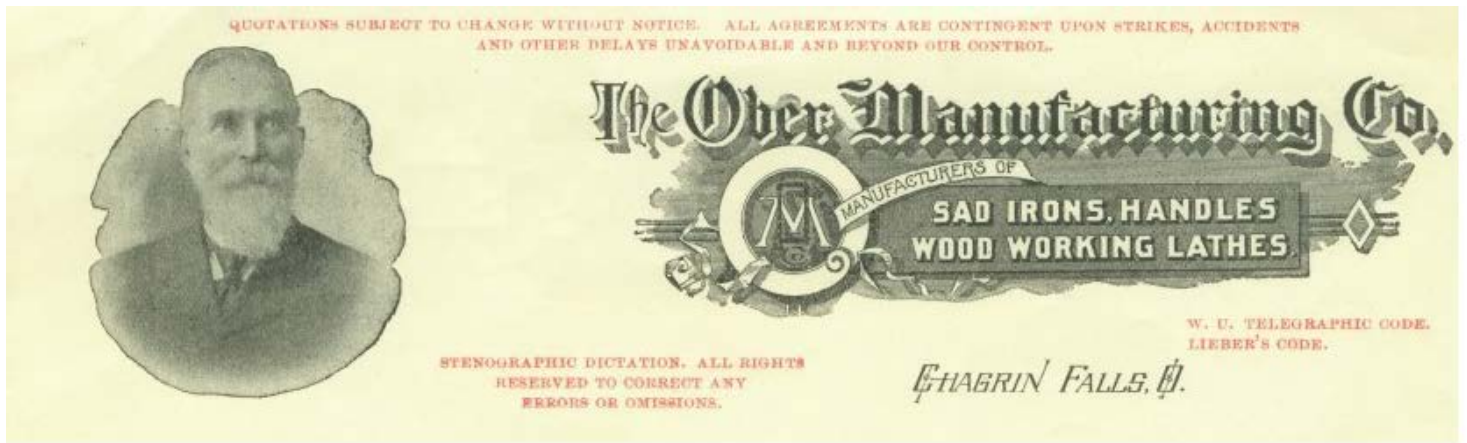 QUOTATIONS SUBJECT TO CHANGE WITHOUT NOTICE. ALL AGREEMENTS ARE CONTINGENT UPON STRIKES, ACCIDENTS
AND OTHER DELAYS UNAVOIDABLE AND BEYOND OUR CONTROL.
The Ober Manufacturing Co.
MANUFACTURERS OF
SAD IRONS, HANDLES
WOOD WORKING LATHES.
W. U. TELEGRAPHIC CODE.
LIEBER'S CODE.
STENOGRAPHIC DICTATION. ALL RIGHTS
RESERVED TO CORRECT ANY
ERRORS OR OMISSIONS.
CHAGRIN FALLS, O.